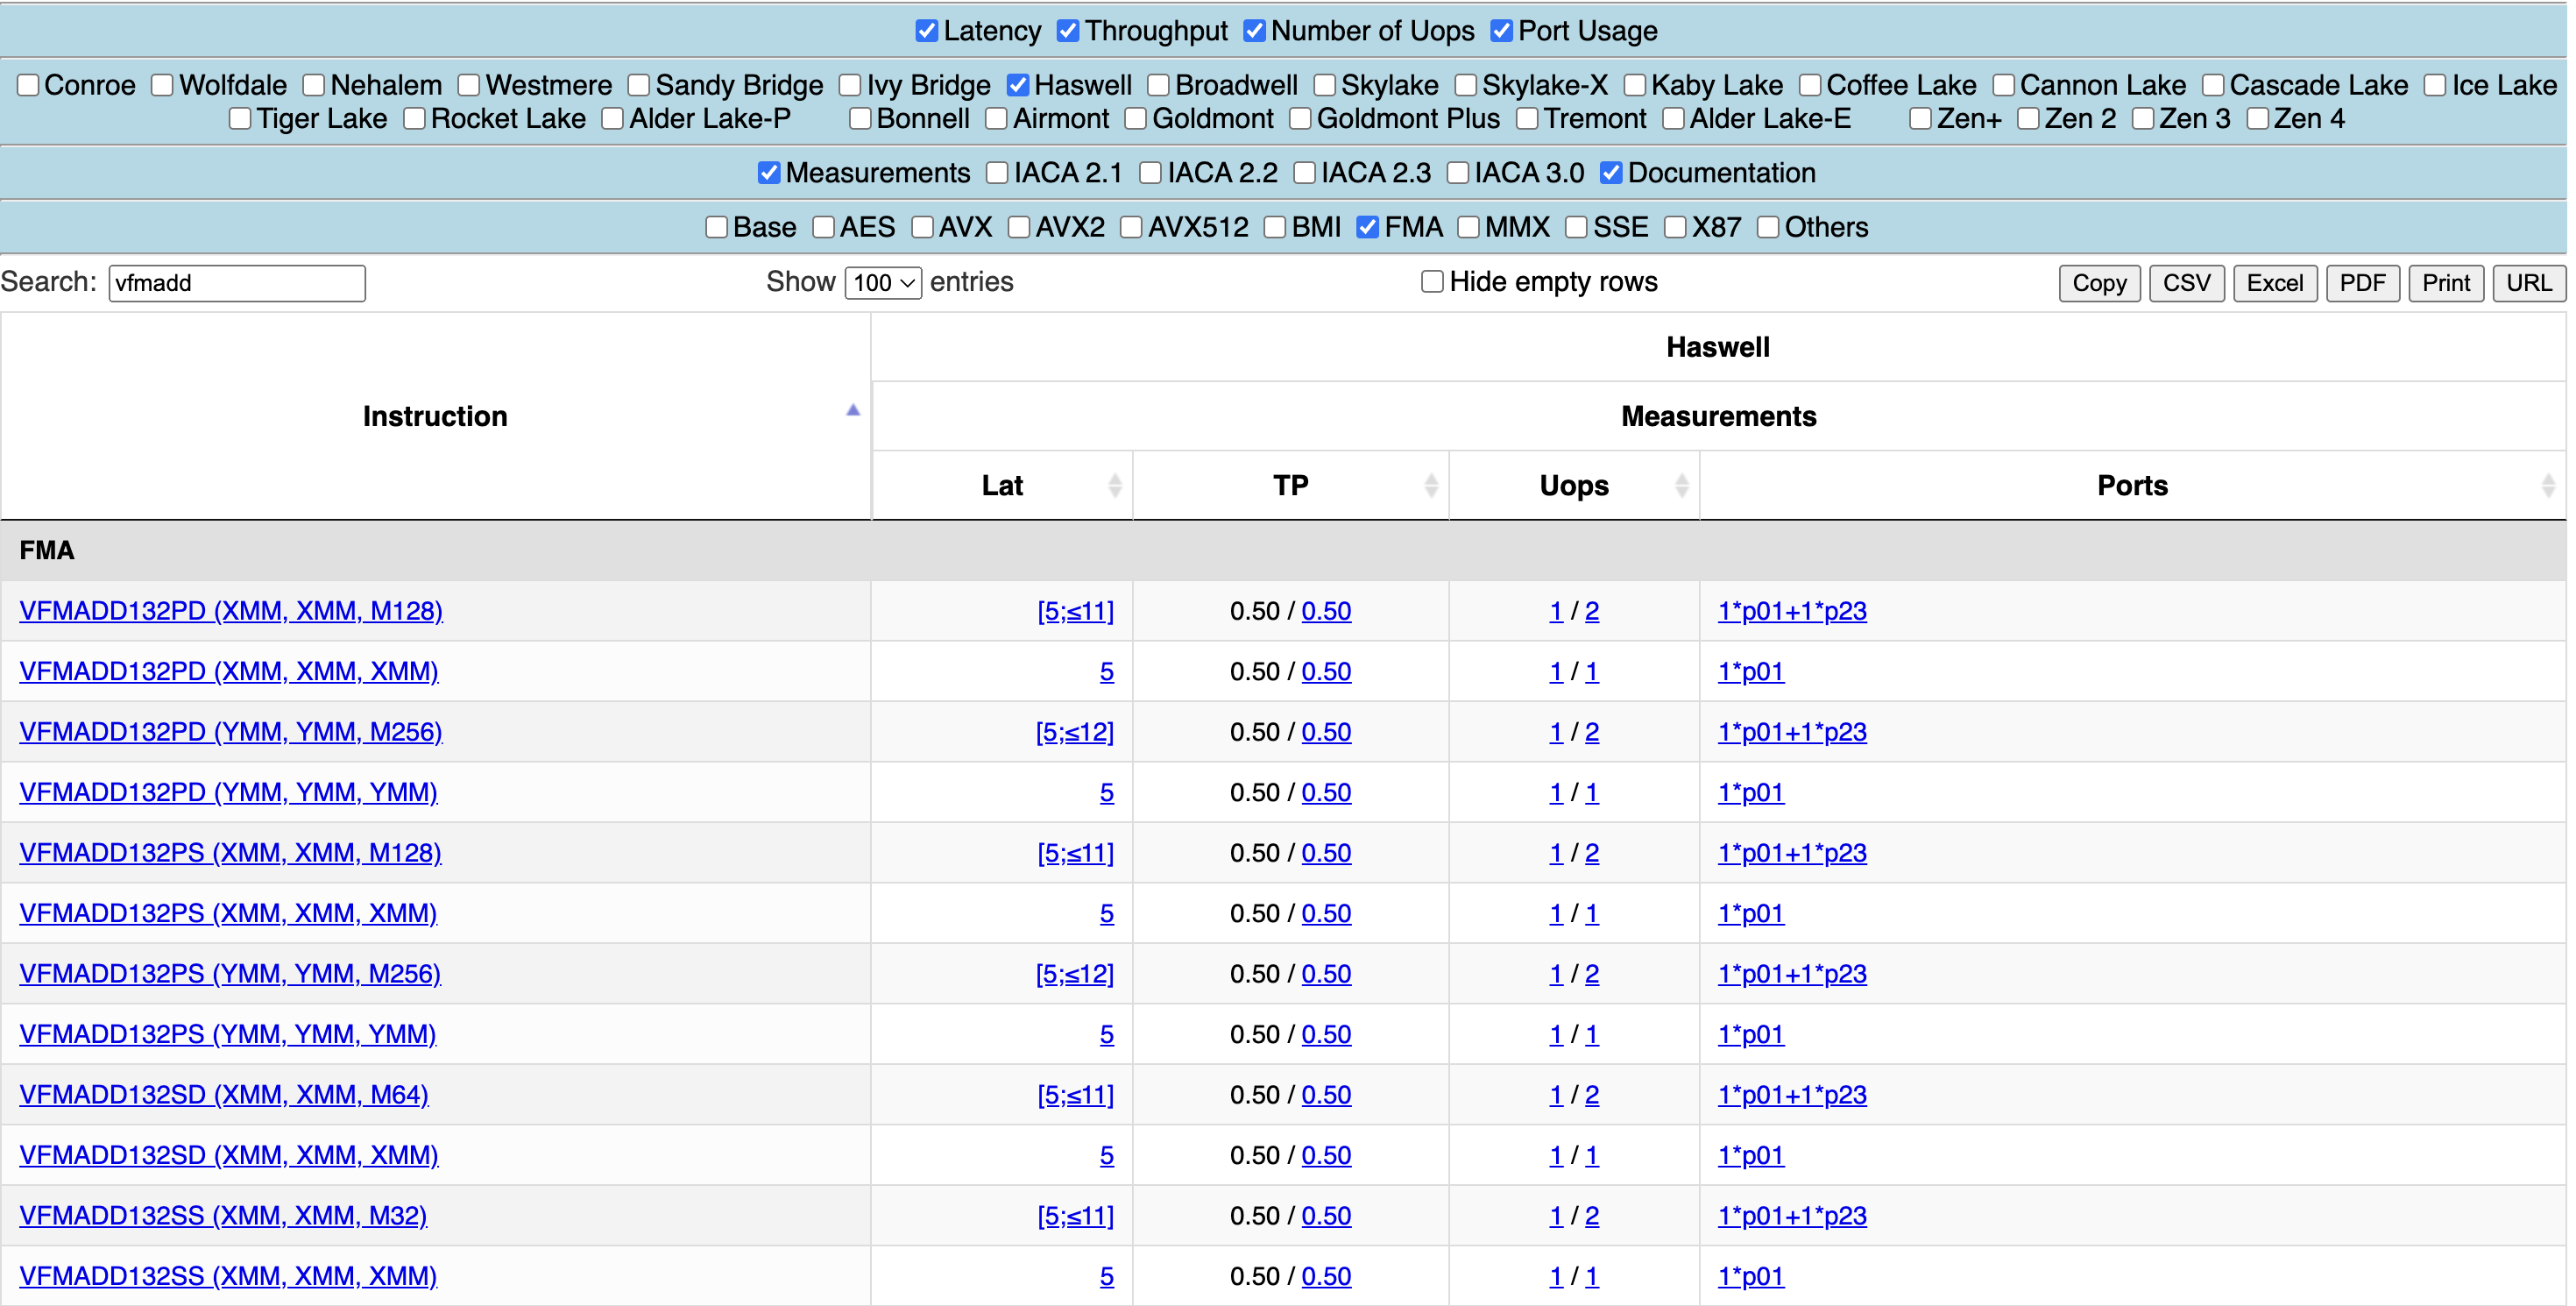 Latency Throughput Number of Uops Port Usage
Conroe Wolfdale Nehalem Westmere Sandy Bridge Ivy Bridge Haswell Broadwell Skylake Skylake-X Kaby Lake Coffee Lake Cannon Lake Cascade Lake Ice Lake
Tiger Lake Rocket Lake Alder Lake-P Bonnell Airmont Goldmont Goldmont Plus Tremont Alder Lake-E Zen+ Zen 2 Zen 3 Zen 4
Measurements IACA 2.1 IACA 2.2 IACA 2.3 IACA 3.0 Documentation
Base AES AVX AVX2 AVX512 BMI FMA MMX SSE X87 Others
Search: vfmadd Show 100 entries Hide empty rows Copy CSV Excel PDF Print URL
Haswell
Instruction Measurements
Lat TP Uops Ports
FMA
VFMADD132PD (XMM, XMM, M128) [5;≤11] 0.50 / 0.50 1 / 2 1*p01+1*p23
VFMADD132PD (XMM, XMM, XMM) 5 0.50 / 0.50 1 / 1 1*p01
VFMADD132PD (YMM, YMM, M256) [5;≤12] 0.50 / 0.50 1 / 2 1*p01+1*p23
VFMADD132PD (YMM, YMM, YMM) 5 0.50 / 0.50 1 / 1 1*p01
VFMADD132PS (XMM, XMM, M128) [5;≤11] 0.50 / 0.50 1 / 2 1*p01+1*p23
VFMADD132PS (XMM, XMM, XMM) 5 0.50 / 0.50 1 / 1 1*p01
VFMADD132PS (YMM, YMM, M256) [5;≤12] 0.50 / 0.50 1 / 2 1*p01+1*p23
VFMADD132PS (YMM, YMM, YMM) 5 0.50 / 0.50 1 / 1 1*p01
VFMADD132SD (XMM, XMM, M64) [5;≤11] 0.50 / 0.50 1 / 2 1*p01+1*p23
VFMADD132SD (XMM, XMM, XMM) 5 0.50 / 0.50 1 / 1 1*p01
VFMADD132SS (XMM, XMM, M32) [5;≤11] 0.50 / 0.50 1 / 2 1*p01+1*p23
VFMADD132SS (XMM, XMM, XMM) 5 0.50 / 0.50 1 / 1 1*p01